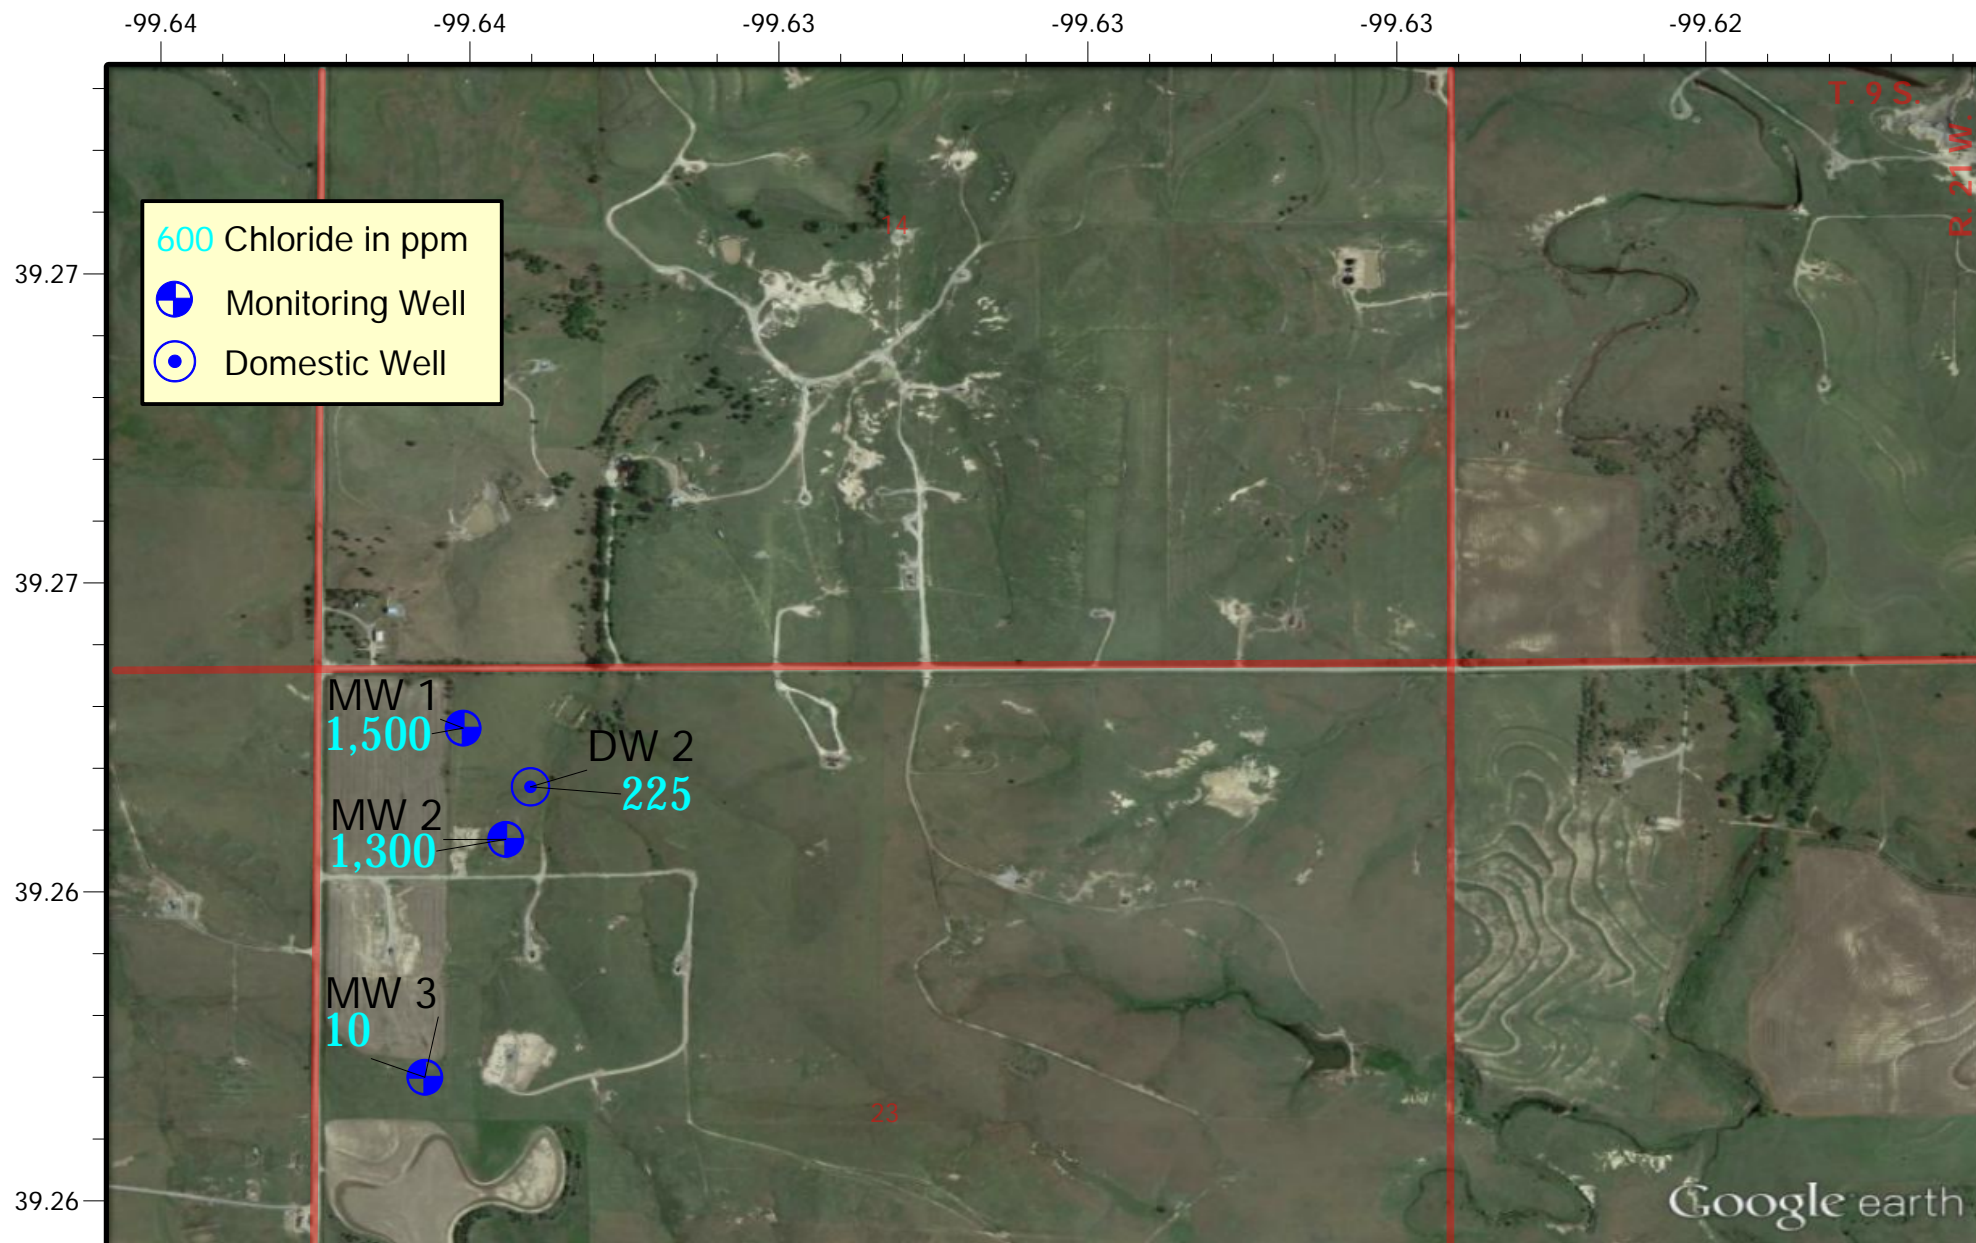 -99.64 -99.64 -99.63 -99.63 -99.63 -99.62
T. 9 S.
R. 21 W.
14
600 Chloride in ppm
Monitoring Well
Domestic Well
39.27
39.27
39.26
39.26
MW 1
1,500
DW 2
225
MW 2
1,300
MW 3
10
23
Google earth